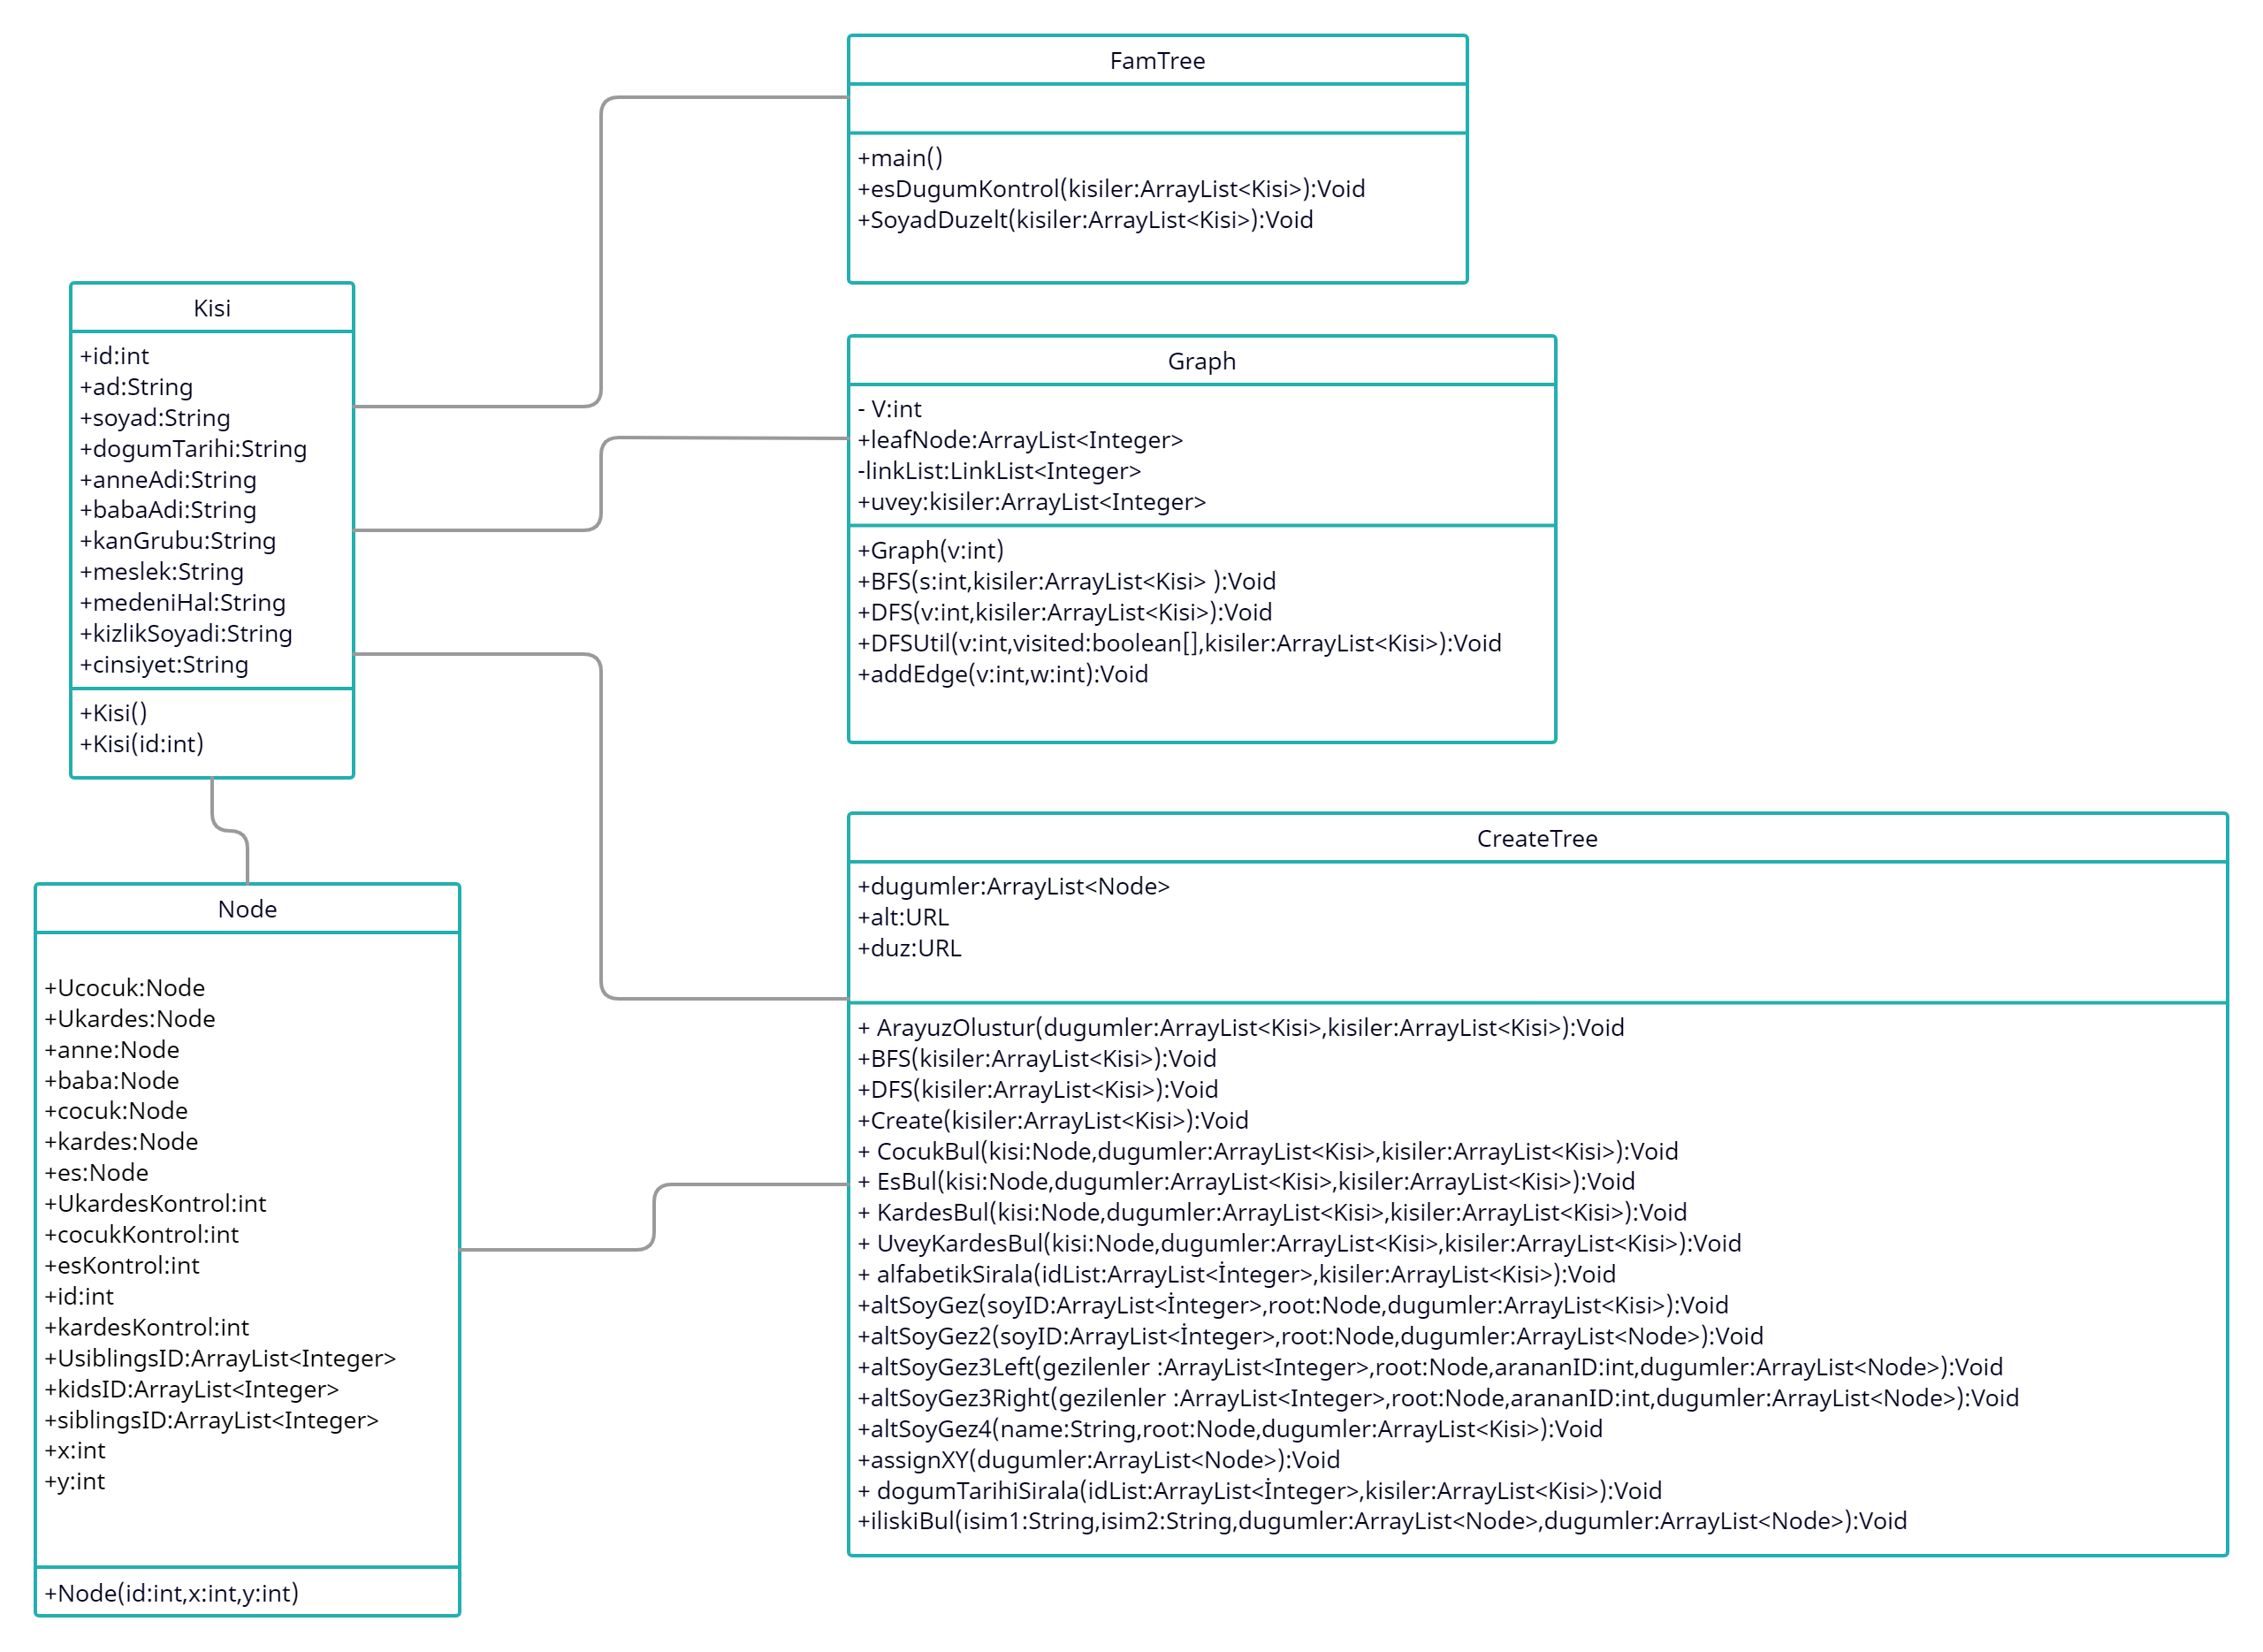 FamTree
+main()
+esDugumKontrol(kisiler:ArrayList<Kisi>):Void
+SoyadDuzelt(kisiler:ArrayList<Kisi>):Void
Kisi
+id:int
+ad:String
+soyad:String
+dogumTarihi:String
+anneAdi:String
+babaAdi:String
+kanGrubu:String
+meslek:String
+medeniHal:String
+kizlikSoyadi:String
+cinsiyet:String
+Kisi()
+Kisi(id:int)
Graph
- V:int
+leafNode:ArrayList<Integer>
-linkList:LinkList<Integer>
+uvey:kisiler:ArrayList<Integer>
+Graph(v:int)
+BFS(s:int,kisiler:ArrayList<Kisi> ):Void
+DFS(v:int,kisiler:ArrayList<Kisi>):Void
+DFSUtil(v:int,visited:boolean[],kisiler:ArrayList<Kisi>):Void
+addEdge(v:int,w:int):Void
Node
+Ucocuk:Node
+Ukardes:Node
+anne:Node
+baba:Node
+cocuk:Node
+kardes:Node
+es:Node
+UkardesKontrol:int
+cocukKontrol:int
+esKontrol:int
+id:int
+kardesKontrol:int
+UsiblingsID:ArrayList<Integer>
+kidsID:ArrayList<Integer>
+siblingsID:ArrayList<Integer>
+x:int
+y:int
+Node(id:int,x:int,y:int)
CreateTree
+dugumler:ArrayList<Node>
+alt:URL
+duz:URL
+ ArayuzOlustur(dugumler:ArrayList<Kisi>,kisiler:ArrayList<Kisi>):Void
+BFS(kisiler:ArrayList<Kisi>):Void
+DFS(kisiler:ArrayList<Kisi>):Void
+Create(kisiler:ArrayList<Kisi>):Void
+ CocukBul(kisi:Node,dugumler:ArrayList<Kisi>,kisiler:ArrayList<Kisi>):Void
+ EsBul(kisi:Node,dugumler:ArrayList<Kisi>,kisiler:ArrayList<Kisi>):Void
+ KardesBul(kisi:Node,dugumler:ArrayList<Kisi>,kisiler:ArrayList<Kisi>):Void
+ UveyKardesBul(kisi:Node,dugumler:ArrayList<Kisi>,kisiler:ArrayList<Kisi>):Void
+ alfabetikSirala(idList:ArrayList<İnteger>,kisiler:ArrayList<Kisi>):Void
+altSoyGez(soyID:ArrayList<İnteger>,root:Node,dugumler:ArrayList<Kisi>):Void
+altSoyGez2(soyID:ArrayList<İnteger>,root:Node,dugumler:ArrayList<Node>):Void
+altSoyGez3Left(gezilenler :ArrayList<Integer>,root:Node,arananID:int,dugumler:ArrayList<Node>):Void
+altSoyGez3Right(gezilenler :ArrayList<Integer>,root:Node,arananID:int,dugumler:ArrayList<Node>):Void
+altSoyGez4(name:String,root:Node,dugumler:ArrayList<Kisi>):Void
+assignXY(dugumler:ArrayList<Node>):Void
+ dogumTarihiSirala(idList:ArrayList<İnteger>,kisiler:ArrayList<Kisi>):Void
+iliskiBul(isim1:String,isim2:String,dugumler:ArrayList<Node>,dugumler:ArrayList<Node>):Void